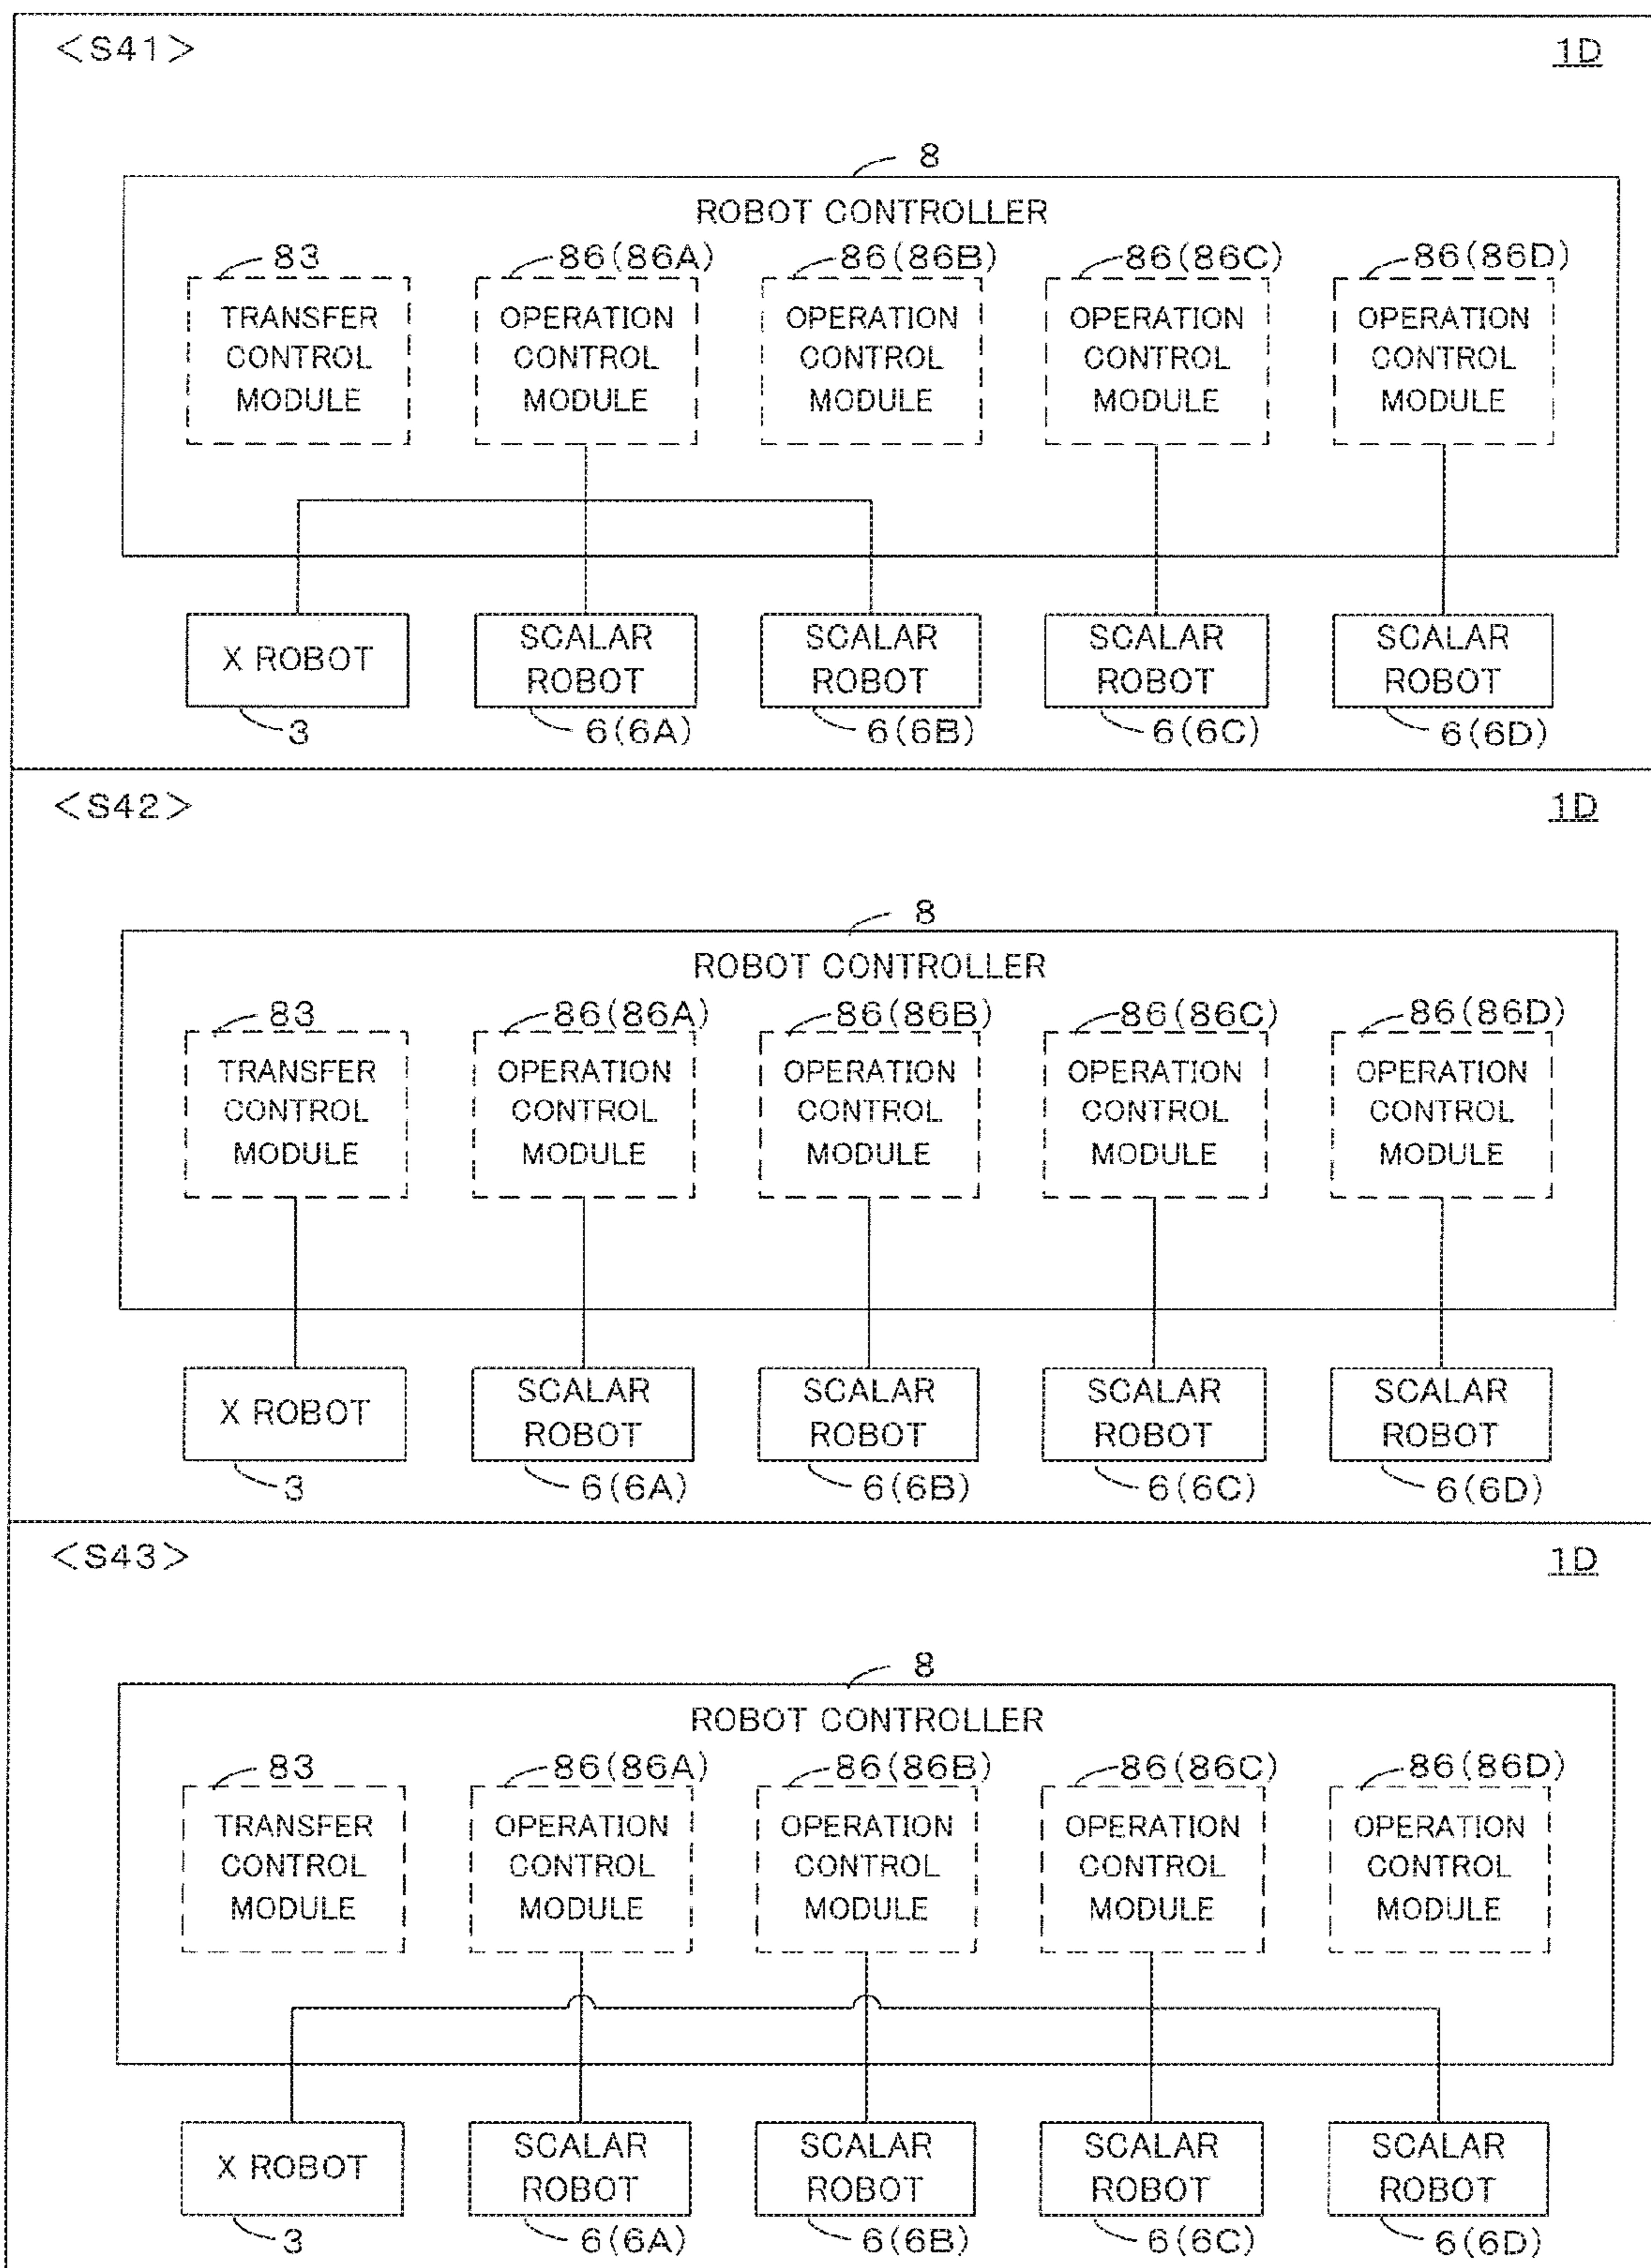 <S41> 1D
8
ROBOT CONTROLLER
83 86(86A) 86(86B) 86(86C) 86(86D)
TRANSFER OPERATION OPERATION OPERATION OPERATION
CONTROL CONTROL CONTROL CONTROL CONTROL
MODULE MODULE MODULE MODULE MODULE
X ROBOT SCALAR ROBOT SCALAR ROBOT SCALAR ROBOT SCALAR ROBOT
3 6(6A) 6(6B) 6(6C) 6(6D)
<S42> 1D
8
ROBOT CONTROLLER
83 86(86A) 86(86B) 86(86C) 86(86D)
TRANSFER OPERATION OPERATION OPERATION OPERATION
CONTROL CONTROL CONTROL CONTROL CONTROL
MODULE MODULE MODULE MODULE MODULE
X ROBOT SCALAR ROBOT SCALAR ROBOT SCALAR ROBOT SCALAR ROBOT
3 6(6A) 6(6B) 6(6C) 6(6D)
<S43> 1D
8
ROBOT CONTROLLER
83 86(86A) 86(86B) 86(86C) 86(86D)
TRANSFER OPERATION OPERATION OPERATION OPERATION
CONTROL CONTROL CONTROL CONTROL CONTROL
MODULE MODULE MODULE MODULE MODULE
X ROBOT SCALAR ROBOT SCALAR ROBOT SCALAR ROBOT SCALAR ROBOT
3 6(6A) 6(6B) 6(6C) 6(6D)